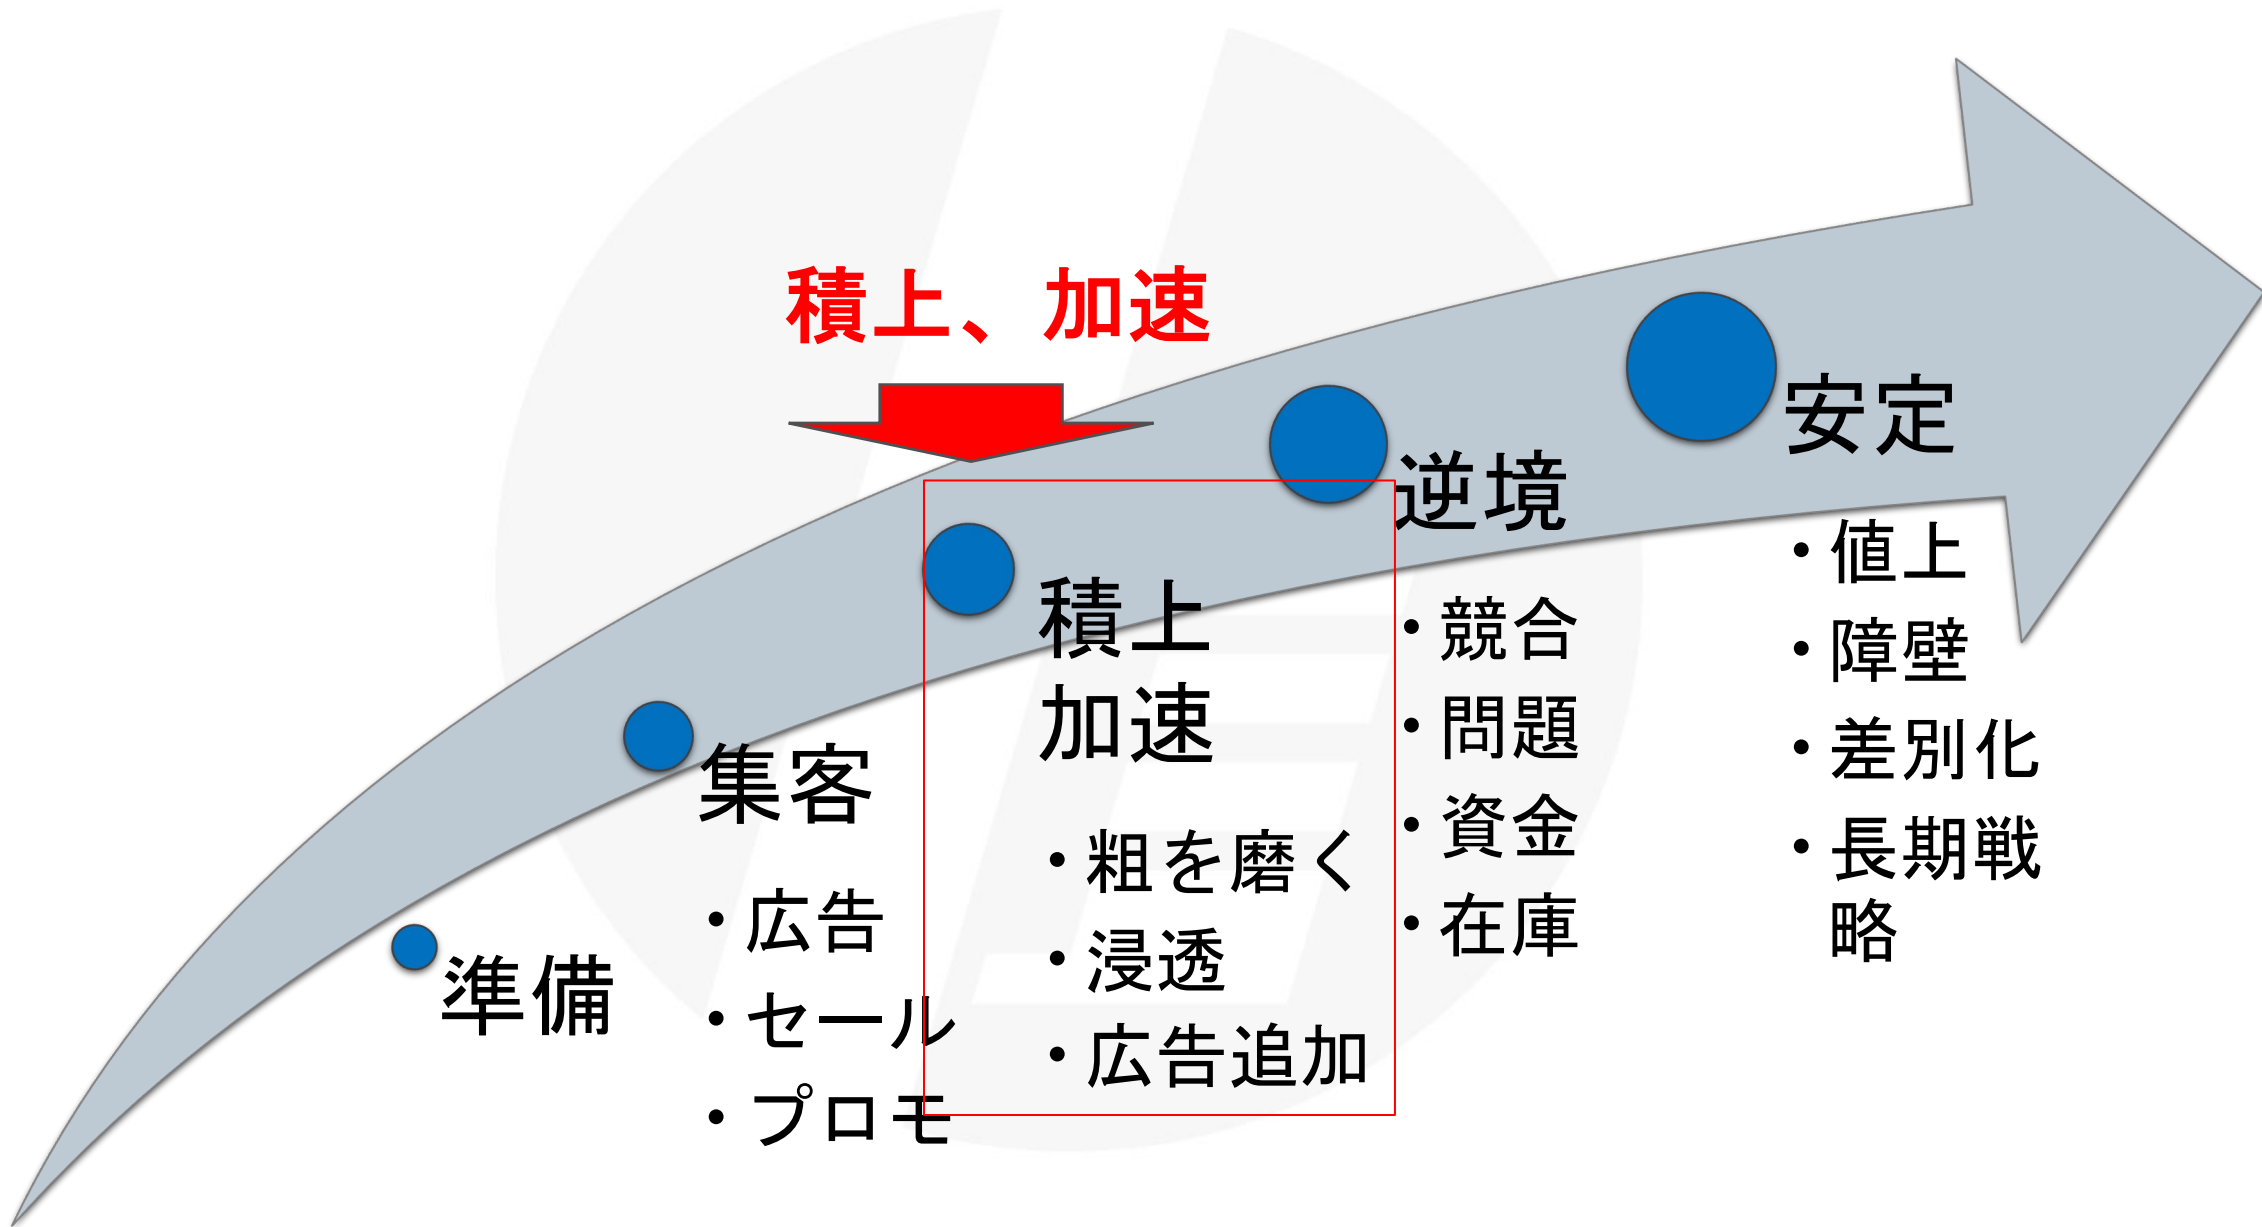 積上、加速
準備
集客
・広告
・セール
・プロモ
積上
加速
・粗を磨く
・浸透
・広告追加
逆境
・競合
・問題
・資金
・在庫
安定
・値上
・障壁
・差別化
・長期戦
略